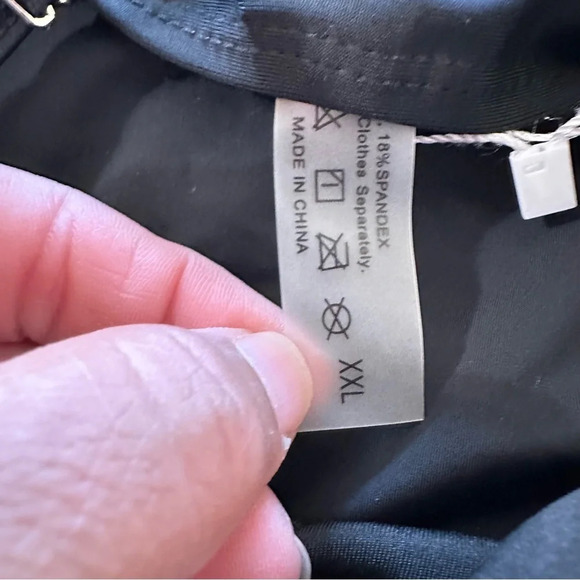 18%SPANDEX
Clothes Separately.
MADE IN CHINA
XXL